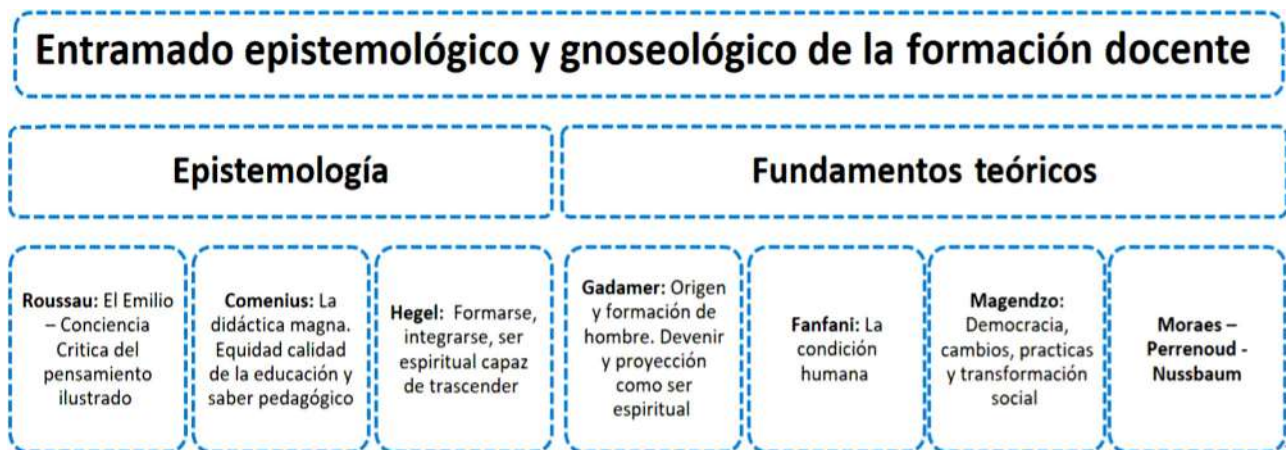 Entramado epistemológico y gnoseológico de la formación docente
Epistemología
Fundamentos teóricos
Roussau: El Emilio
– Conciencia
Critica del
pensamiento
ilustrado
Comenius: La
didáctica magna.
Equidad calidad
de la educación y
saber pedagógico
Hegel: Formarse,
integrarse, ser
espiritual capaz
de trascender
Gadamer: Origen
y formación de
hombre. Devenir
y proyección
como ser
espiritual
Fanfani: La
condición
humana
Magendzo:
Democracia,
cambios, practicas
y transformación
social
Moraes –
Perrenoud -
Nussbaum